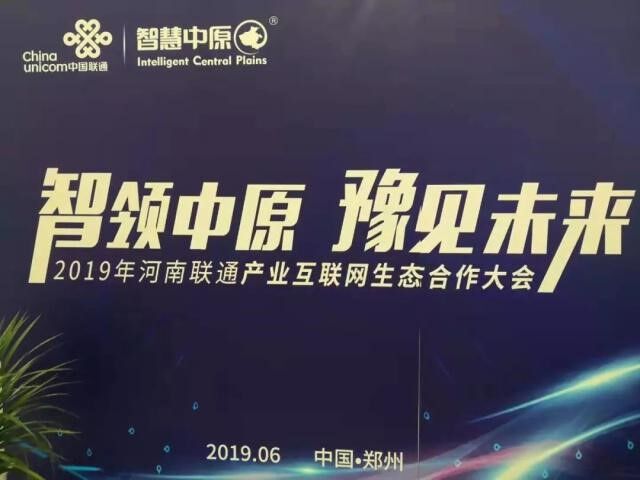 China
unicom中国联通
智慧中原®
Intelligent Central Plains
智领中原 豫见未来
2019年河南联通产业互联网生态合作大会
2019.06 中国•郑州